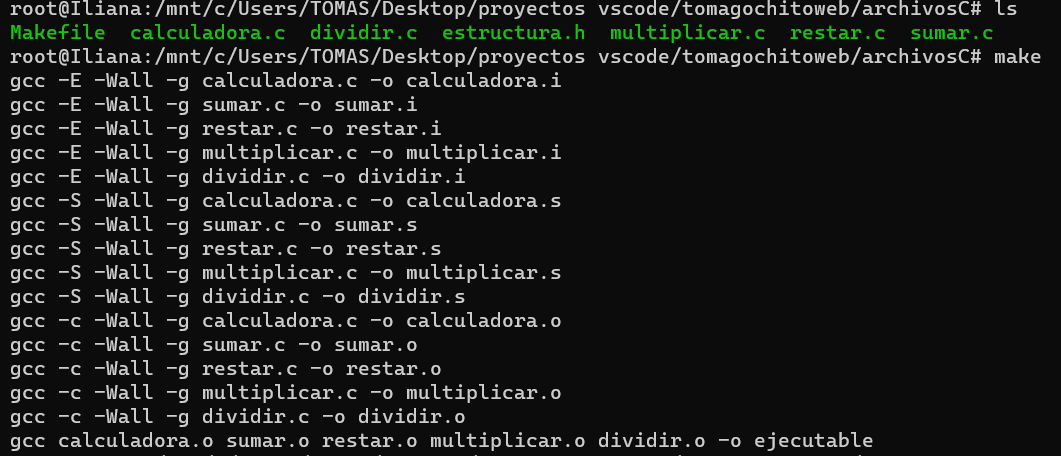 root@Iliana:/mnt/c/Users/TOMAS/Desktop/proyectos vscode/tomagochitoweb/archivosC# ls
Makefile calculadora.c dividir.c estructura.h multiplicar.c restar.c sumar.c
root@Iliana:/mnt/c/Users/TOMAS/Desktop/proyectos vscode/tomagochitoweb/archivosC# make
gcc -E -Wall -g calculadora.c -o calculadora.i
gcc -E -Wall -g sumar.c -o sumar.i
gcc -E -Wall -g restar.c -o restar.i
gcc -E -Wall -g multiplicar.c -o multiplicar.i
gcc -E -Wall -g dividir.c -o dividir.i
gcc -S -Wall -g calculadora.c -o calculadora.s
gcc -S -Wall -g sumar.c -o sumar.s
gcc -S -Wall -g restar.c -o restar.s
gcc -S -Wall -g multiplicar.c -o multiplicar.s
gcc -S -Wall -g dividir.c -o dividir.s
gcc -c -Wall -g calculadora.c -o calculadora.o
gcc -c -Wall -g sumar.c -o sumar.o
gcc -c -Wall -g restar.c -o restar.o
gcc -c -Wall -g multiplicar.c -o multiplicar.o
gcc -c -Wall -g dividir.c -o dividir.o
gcc calculadora.o sumar.o restar.o multiplicar.o dividir.o -o ejecutable